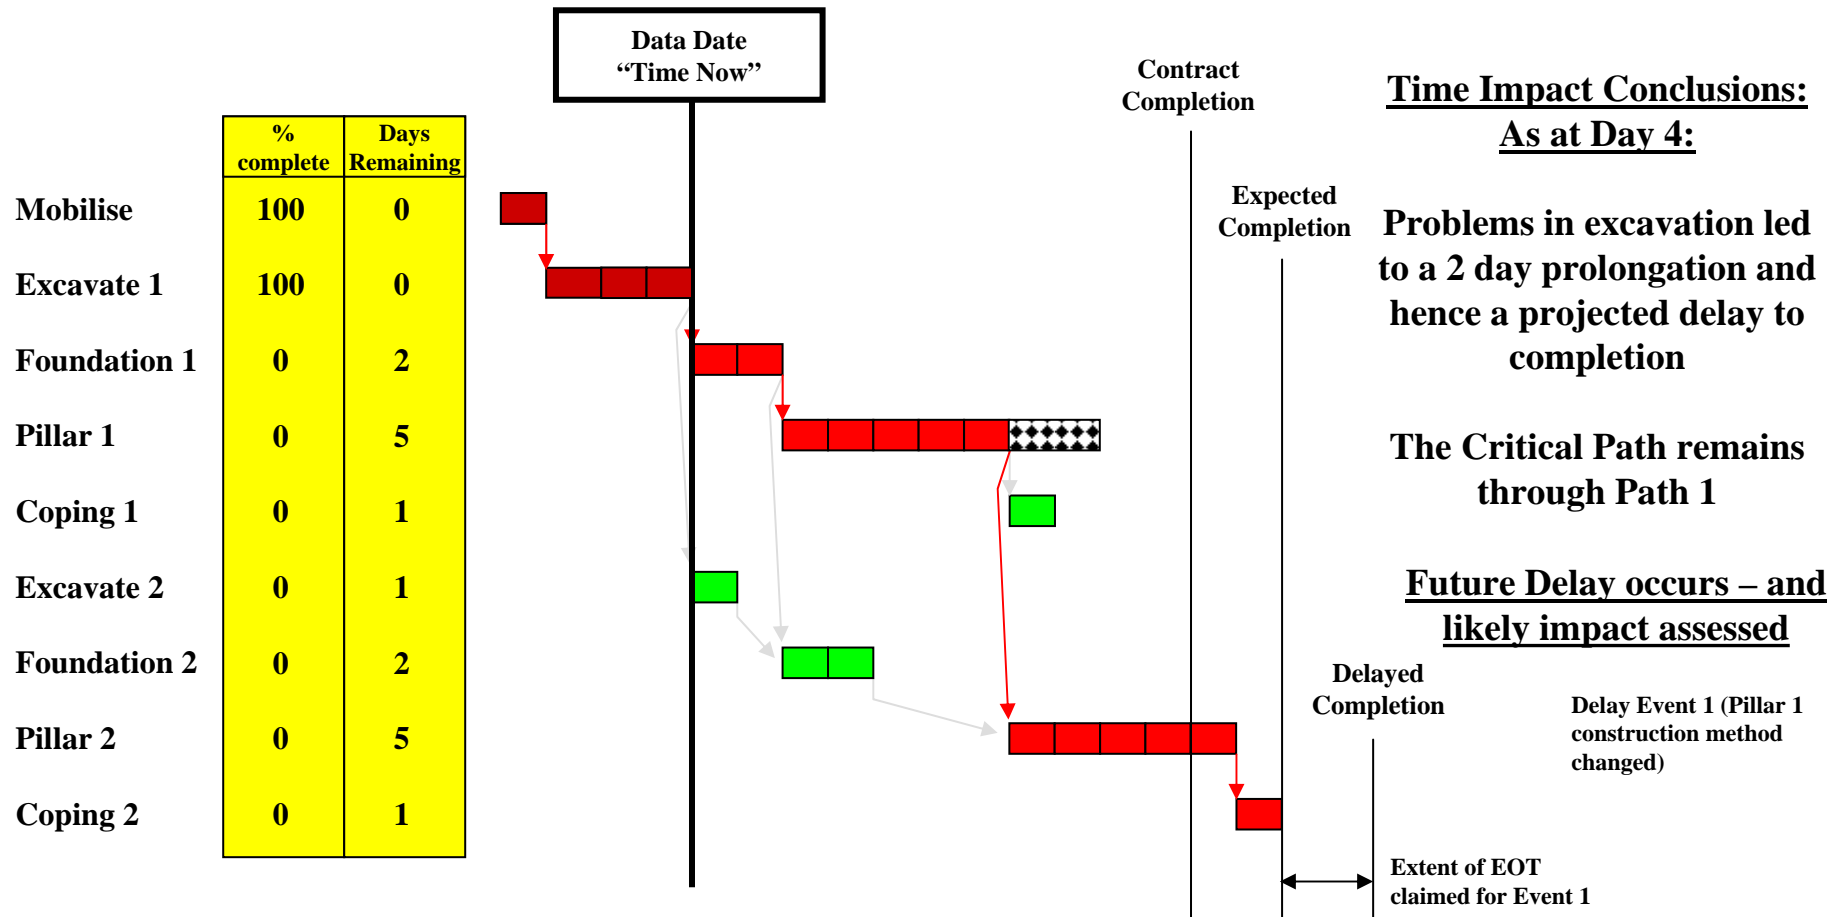 Data Date
“Time Now”
Contract
Completion
Expected
Completion
Time Impact Conclusions:
As at Day 4:
% complete
Days Remaining
Mobilise 100 0
Excavate 1 100 0
Foundation 1 0 2
Pillar 1 0 5
Coping 1 0 1
Excavate 2 0 1
Foundation 2 0 2
Pillar 2 0 5
Coping 2 0 1
Problems in excavation led
to a 2 day prolongation and
hence a projected delay to
completion
The Critical Path remains
through Path 1
Future Delay occurs – and
likely impact assessed
Delayed
Completion
Delay Event 1 (Pillar 1
construction method
changed)
Extent of EOT
claimed for Event 1